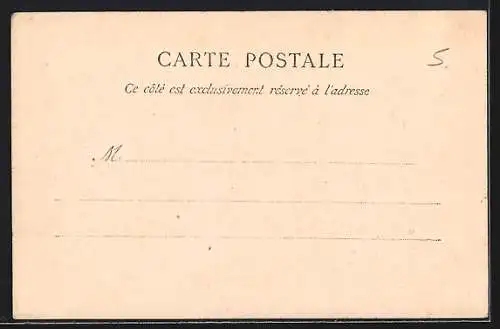 CARTE POSTALE
5.
Ce côté est exclusivement réservé à l'adresse
M